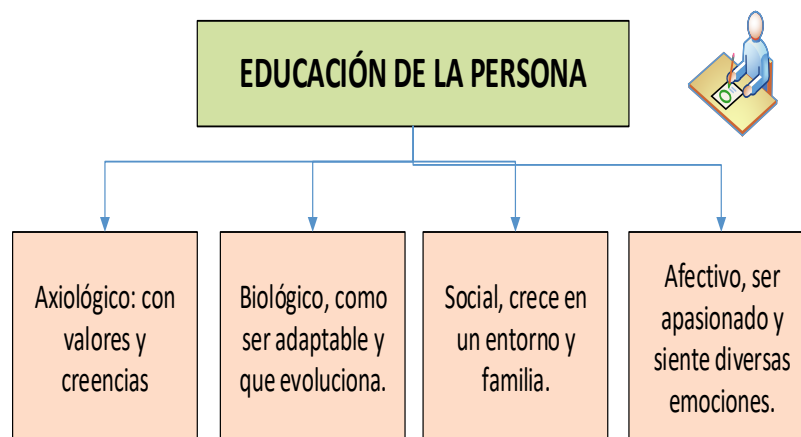 EDUCACIÓN DE LA PERSONA
Axiológico: con
valores y
creencias
Biológico, como
ser adaptable y
que evoluciona.
Social, crece en
un entorno y
familia.
Afectivo, ser
apasionado y
siente diversas
emociones.